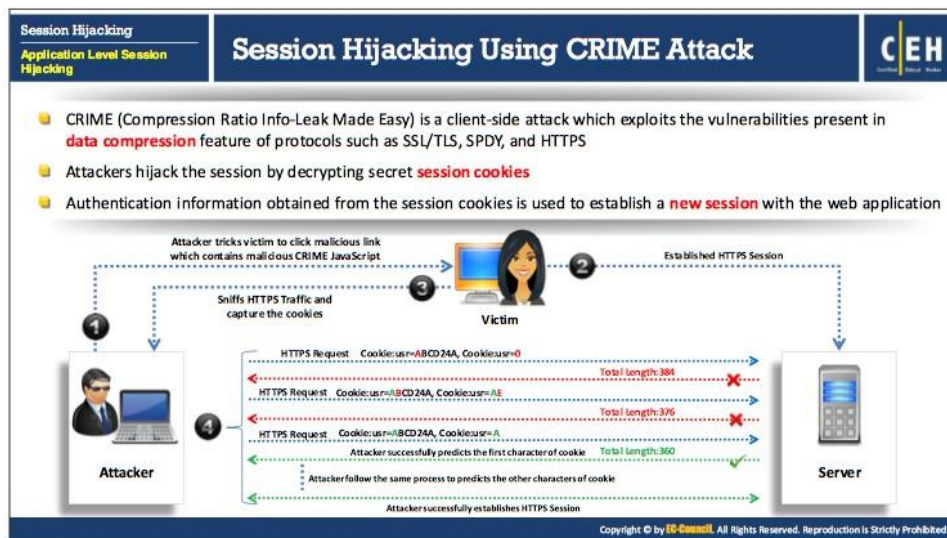 Session Hijacking
Application Level Session
Hijacking
Session Hijacking Using CRIME Attack
C|EH
CRIME (Compression Ratio Info-Leak Made Easy) is a client-side attack which exploits the vulnerabilities present in
data compression feature of protocols such as SSL/TLS, SPDY, and HTTPS
Attackers hijack the session by decrypting secret session cookies
Authentication information obtained from the session cookies is used to establish a new session with the web application
Attacker tricks victim to click malicious link
which contains malicious CRIME JavaScript
2
Established HTTPS Session
3
Sniffs HTTPS Traffic and
capture the cookies
Victim
1
HTTPS Request Cookie:usr=ABCD24A, Cookie:usr=0
Total Length:384
HTTPS Request Cookie:usr=ABCD24A, Cookie:usr=AE
Total Length:376
4
HTTPS Request Cookie:usr=ABCD24A, Cookie:usr=A
Attacker successfully predicts the first character of cookie Total Length:360
Attacker
Server
Attacker follow the same process to predicts the other characters of cookie
Attacker successfully establishes HTTPS Session
Copyright © by EC-Council. All Rights Reserved. Reproduction is Strictly Prohibited